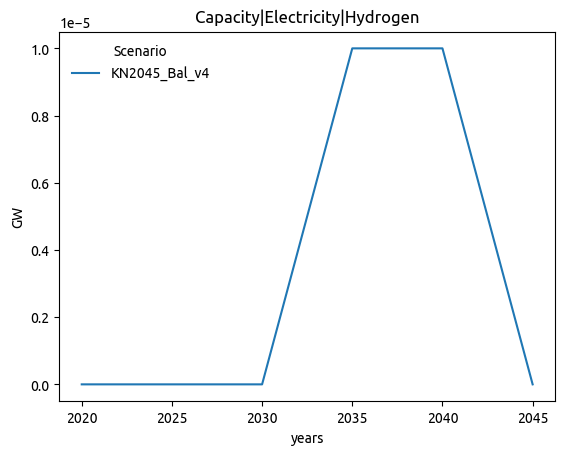 Capacity|Electricity|Hydrogen
1e−5
Scenario
KN2045_Bal_v4
1.0
0.8
0.6
0.4
0.2
0.0
GW
2020 2025 2030 2035 2040 2045
years